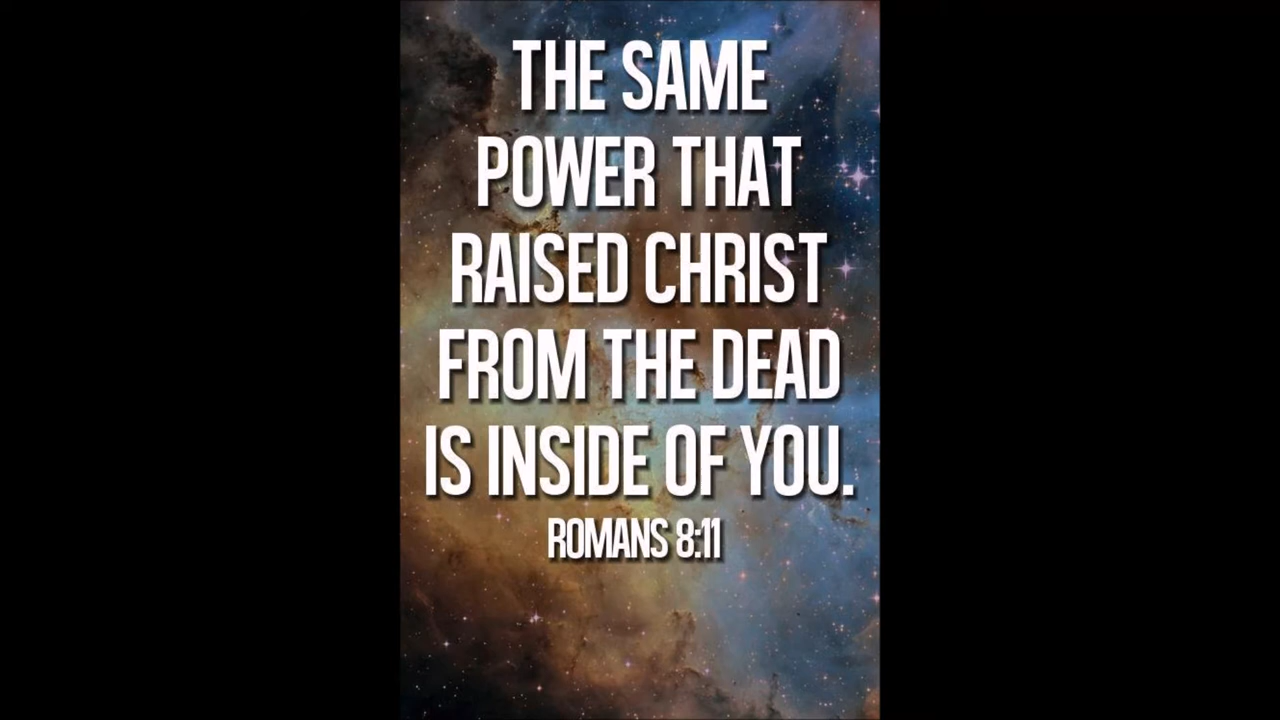 THE SAME
POWER THAT
RAISED CHRIST
FROM THE DEAD
IS INSIDE OF YOU.
ROMANS 8:11